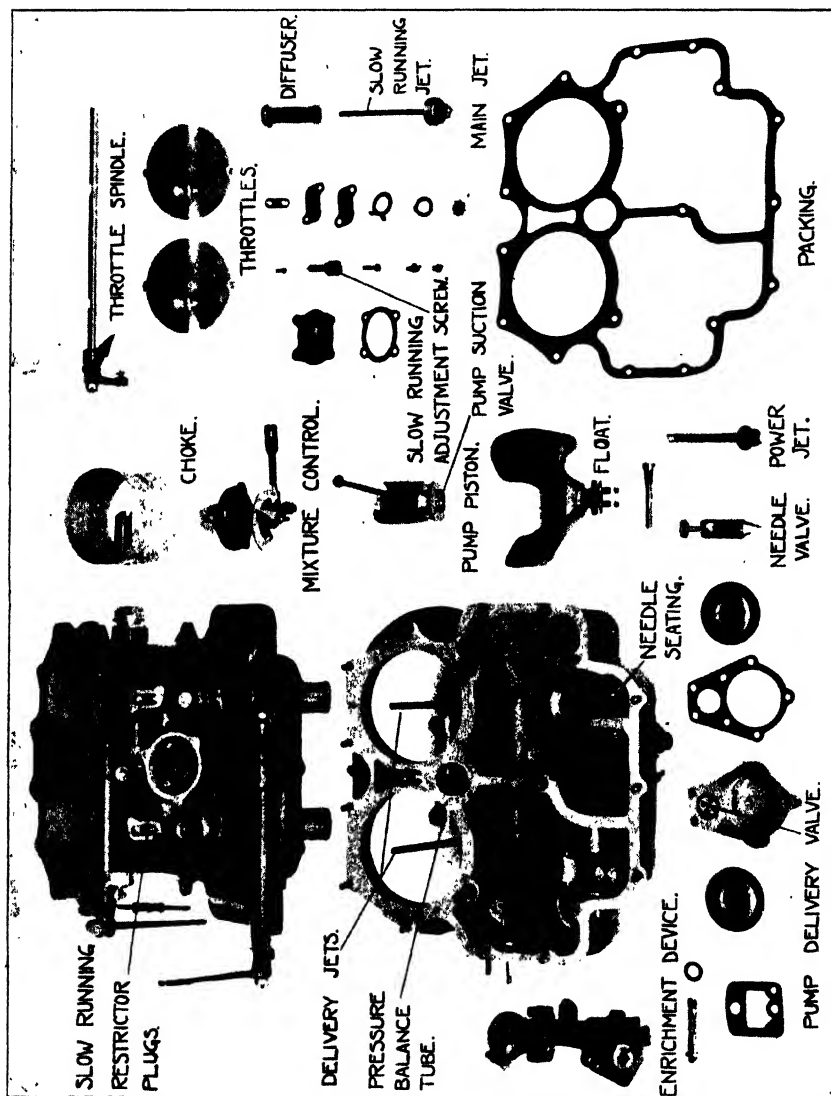 SLOW RUNNING
RESTRICTOR
PLUGS.
CHOKE.
THROTTLE SPINDLE.
THROTTLES.
DIFFUSER.
SLOW
RUNNING
JET.
MIXTURE CONTROL.
SLOW RUNNING
ADJUSTMENT SCREW.
MAIN JET.
DELIVERY JETS.
PRESSURE
BALANCE
TUBE.
PUMP PISTON.
PUMP SUCTION
VALVE.
FLOAT.
NEEDLE
SEATING.
NEEDLE
VALVE.
POWER
JET.
PACKING.
ENRICHMENT DEVICE.
PUMP DELIVERY VALVE.